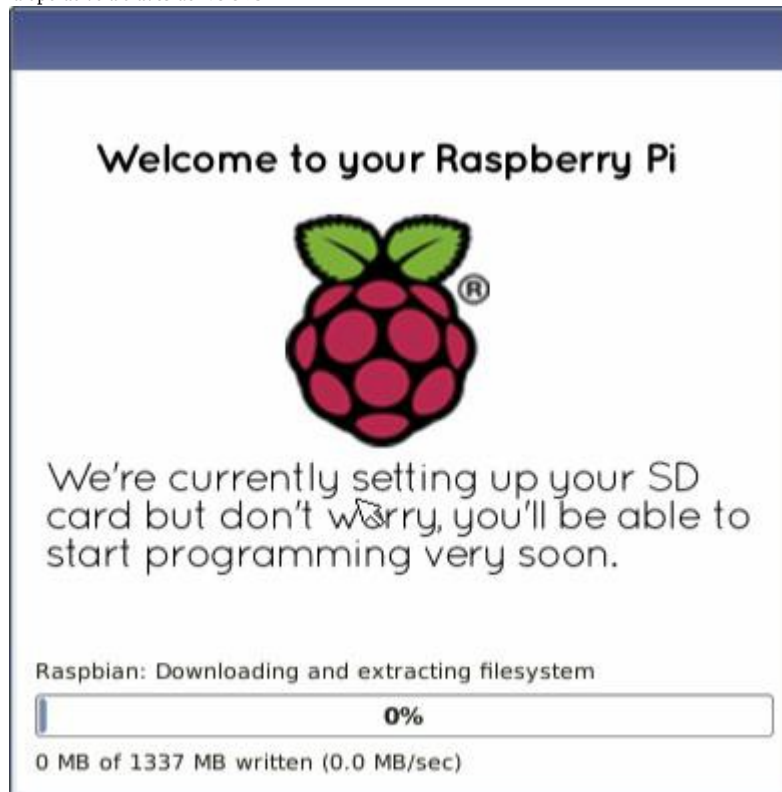 Welcome to your Raspberry Pi
®
We're currently setting up your SD
card but don't worry, you'll be able to
start programming very soon.
Raspbian: Downloading and extracting filesystem
0%
0 MB of 1337 MB written (0.0 MB/sec)